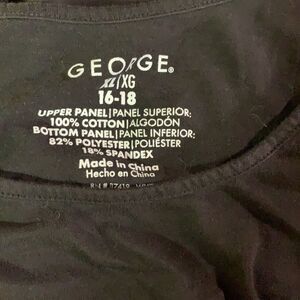 GEORGE®
XL/XG
16-18
UPPER PANEL|PANEL SUPERIOR:
100% COTTON|ALGODÓN
BOTTOM PANEL|PANEL INFERIOR:
82% POLYESTER|POLIÉSTER
18% SPANDEX
Made in China
Hecho en China
RN#